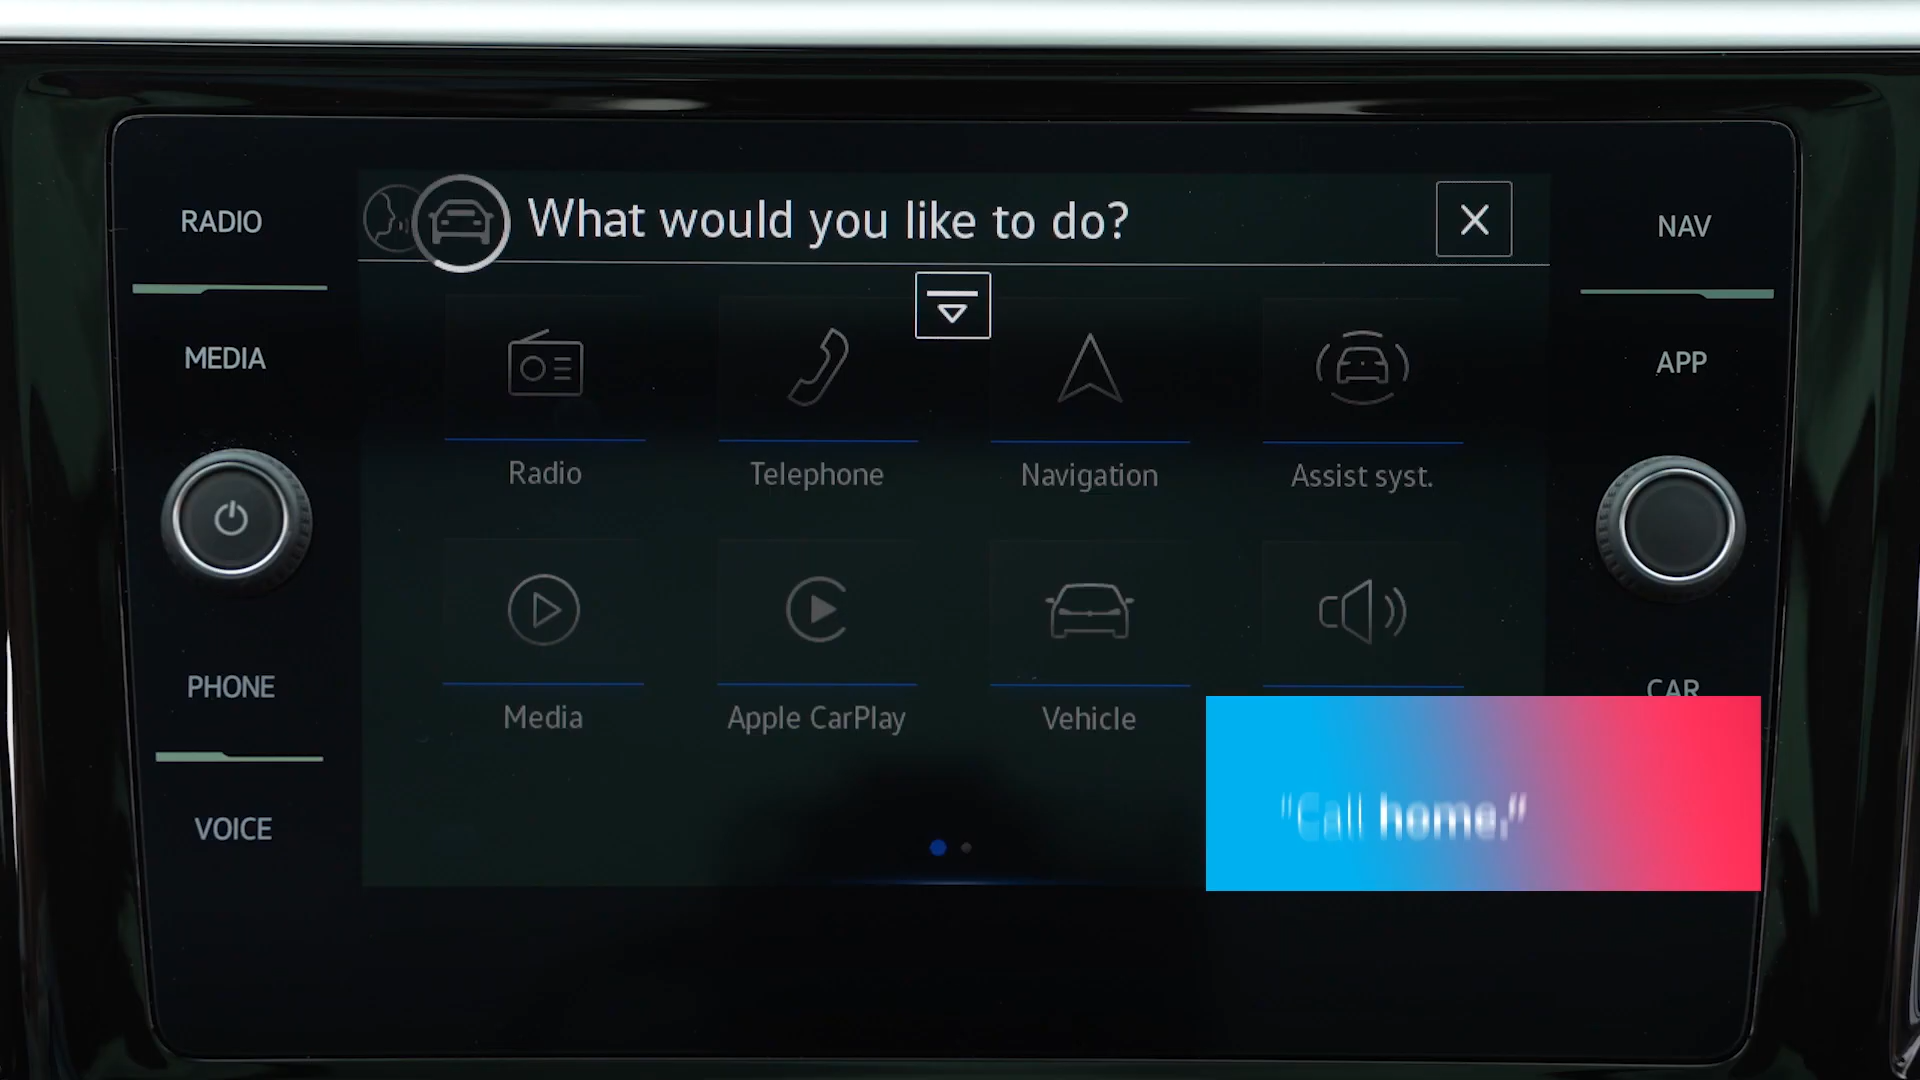 What would you like to do?
RADIO
NAV
MEDIA
APP
Radio
Telephone
Navigation
Assist syst.
PHONE
CAR
Media
Apple CarPlay
Vehicle
VOICE
"Call home."